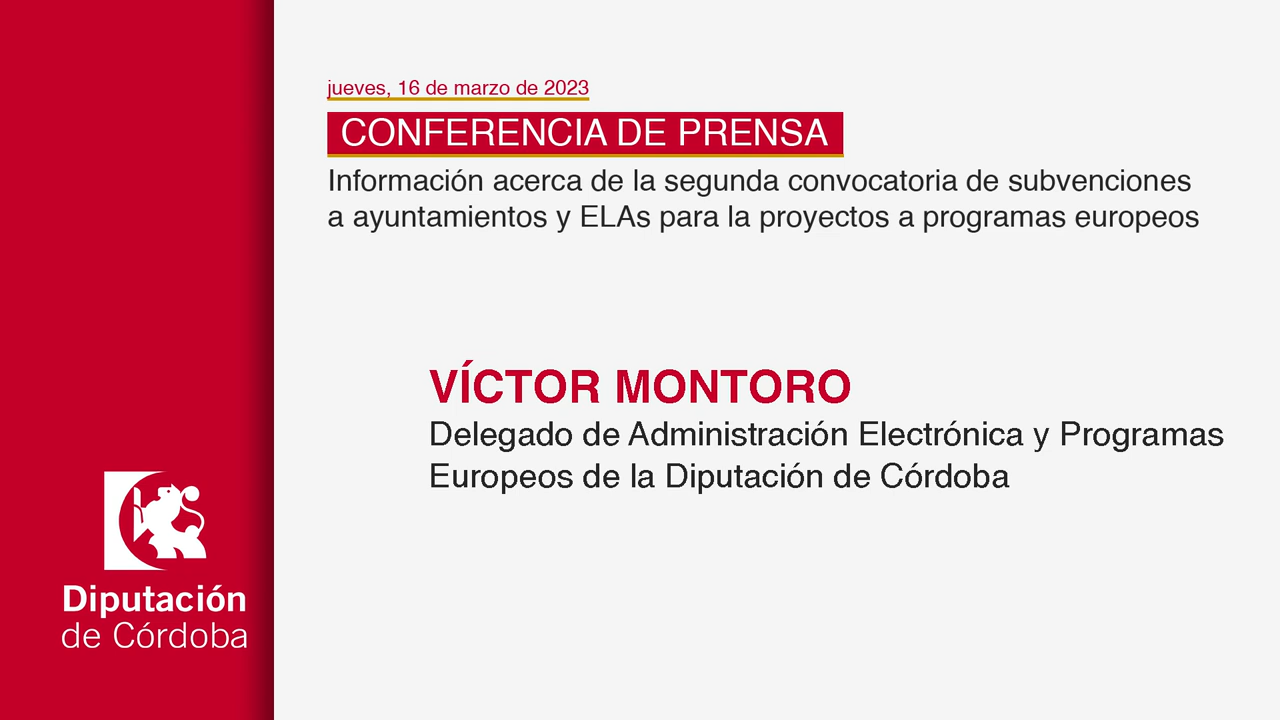 jueves, 16 de marzo de 2023
CONFERENCIA DE PRENSA
Información acerca de la segunda convocatoria de subvenciones
a ayuntamientos y ELAs para la proyectos a programas europeos
VÍCTOR MONTORO
Delegado de Administración Electrónica y Programas
Europeos de la Diputación de Córdoba
Diputación
de Córdoba